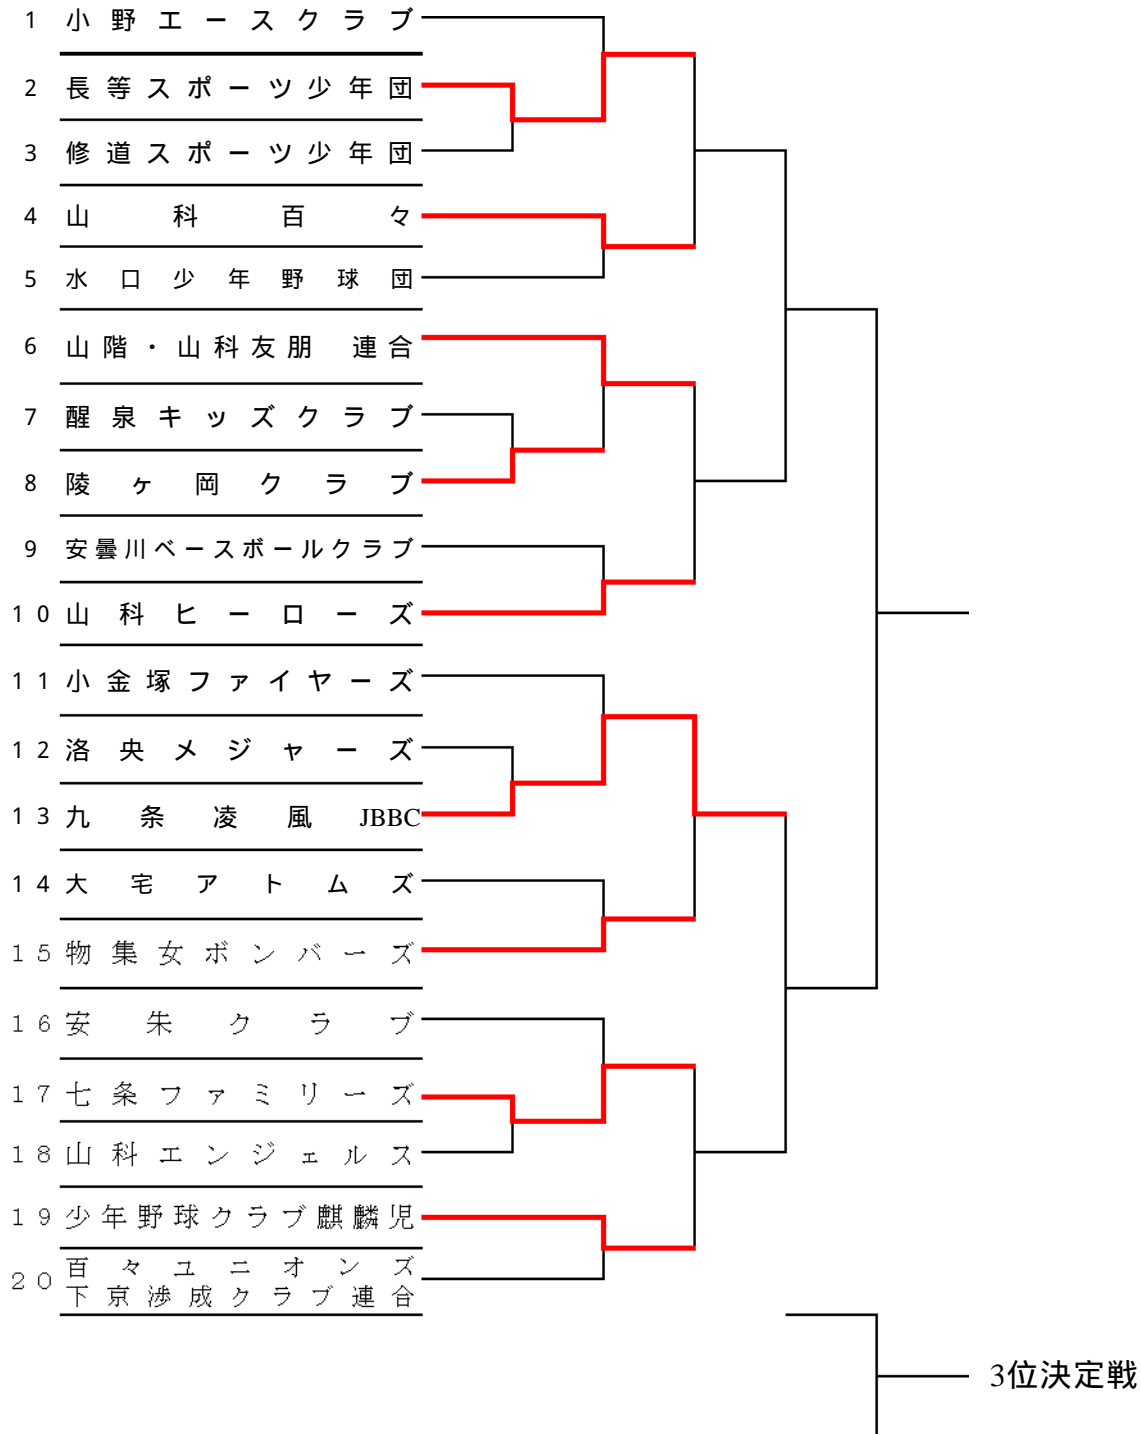 1 小野エースクラブ
2 長等スポーツ少年団
3 修道スポーツ少年団
4 山科百々
5 水口少年野球団
6 山階・山科友朋 連合
7 醒泉キッズクラブ
8 陵ヶ岡クラブ
9 安曇川ベースボールクラブ
10 山科ヒーローズ
11 小金塚ファイヤーズ
12 洛央メジャーズ
13 九条凌風JBBC
14 大宅アトムズ
15 物集女ボンバーズ
16 安朱クラブ
17 七条ファミリーズ
18 山科エンジェルス
19 少年野球クラブ麒麟児
20 百々ユニオンズ
下京渉成クラブ連合
3位決定戦